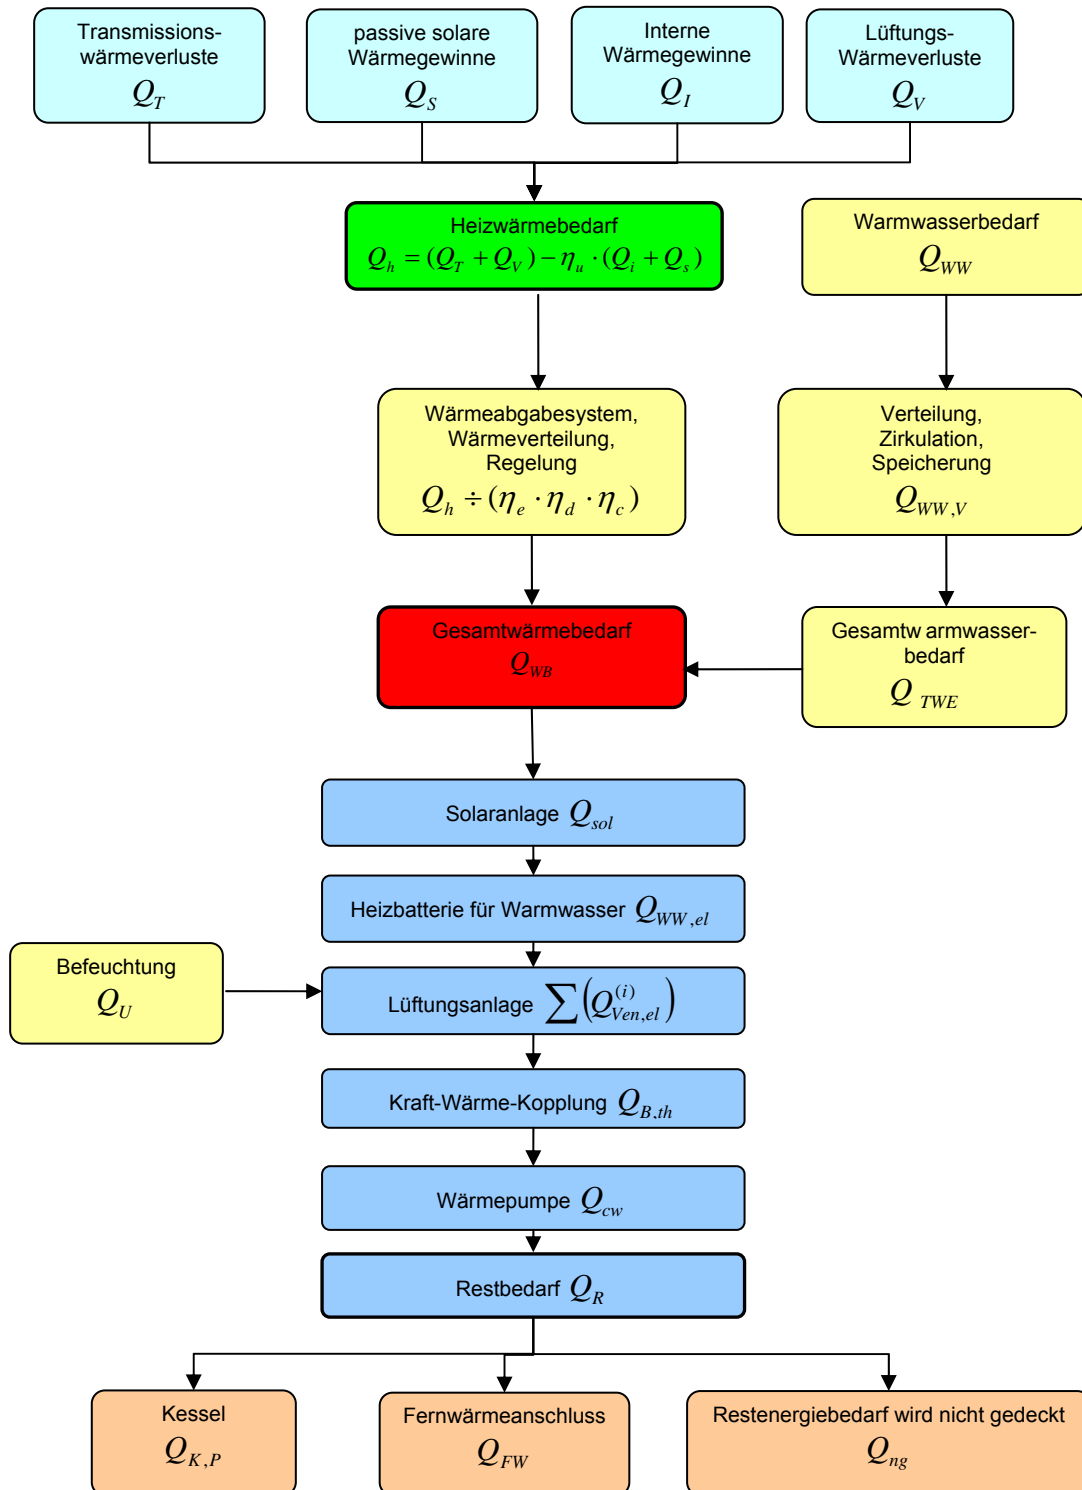 Transmissions-
wärmeverluste
Q_T
passive solare
Wärmegewinne
Q_S
Interne
Wärmegewinne
Q_I
Lüftungs-
Wärmeverluste
Q_V
Heizwärmebedarf
Q_h = (Q_T + Q_V) − η_u · (Q_i + Q_s)
Warmwasserbedarf
Q_WW
Wärmeabgabesystem,
Wärmeverteilung,
Regelung
Q_h ÷ (η_e · η_d · η_c)
Verteilung,
Zirkulation,
Speicherung
Q_WW,V
Gesamtwärmebedarf
Q_WB
Gesamtw armwasser-
bedarf
Q_TWE
Solaranlage Q_sol
Heizbatterie für Warmwasser Q_WW,el
Befeuchtung
Q_U
Lüftungsanlage ∑(Q_Ven,el^(i))
Kraft-Wärme-Kopplung Q_B,th
Wärmepumpe Q_cw
Restbedarf Q_R
Kessel
Q_K,P
Fernwärmeanschluss
Q_FW
Restenergiebedarf wird nicht gedeckt
Q_ng